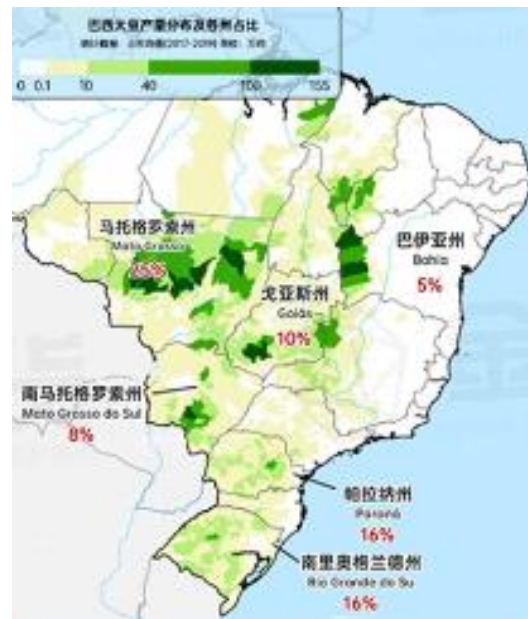 巴西大豆产量分布及各州占比
0 0.1 10 40 100 155
马托格罗索州
Mato Grosso
25%
巴伊亚州
Bahia
5%
戈亚斯州
Goiás
10%
南马托格罗索州
Mato Grosso do Sul
8%
帕拉纳州
Paraná
16%
南里奥格兰德州
Rio Grande do Su
16%